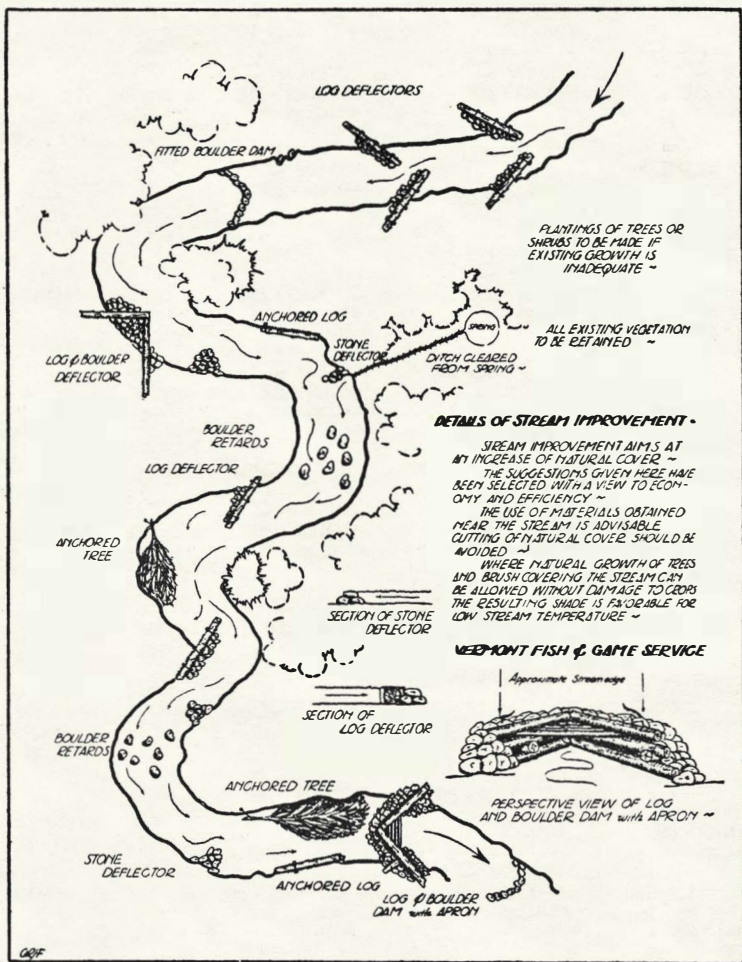 LOG DEFLECTORS
FITTED BOULDER DAM
PLANTINGS OF TREES OR
SHRUBS TO BE MADE IF
EXISTING GROWTH IS
INADEQUATE ~
ANCHORED LOG
SPRING
STONE
DEFLECTOR
ALL EXISTING VEGETATION
TO BE RETAINED ~
DITCH CLEARED
FROM SPRING ~
LOG & BOULDER
DEFLECTOR
BOULDER
RETARDS
DETAILS OF STREAM IMPROVEMENT -
STREAM IMPROVEMENT AIMS AT
AN INCREASE OF NATURAL COVER ~
THE SUGGESTIONS GIVEN HERE HAVE
BEEN SELECTED WITH A VIEW TO ECON-
OMY AND EFFICIENCY ~
THE USE OF MATERIALS OBTAINED
NEAR THE STREAM IS ADVISABLE
CUTTING OF NATURAL COVER SHOULD BE
AVOIDED ~
WHERE NATURAL GROWTH OF TREES
AND BRUSH COVERING THE STREAM CAN
BE ALLOWED WITHOUT DAMAGE TO CROPS
THE RESULTING SHADE IS FAVORABLE FOR
LOW STREAM TEMPERATURE ~
LOG DEFLECTOR
ANCHORED
TREE
SECTION OF STONE
DEFLECTOR
VERMONT FISH & GAME SERVICE
Approximate Stream edge
SECTION OF
LOG DEFLECTOR
BOULDER
RETARDS
ANCHORED TREE
PERSPECTIVE VIEW OF LOG
AND BOULDER DAM with APRON ~
STONE
DEFLECTOR
ANCHORED LOG
LOG & BOULDER
DAM with APRON